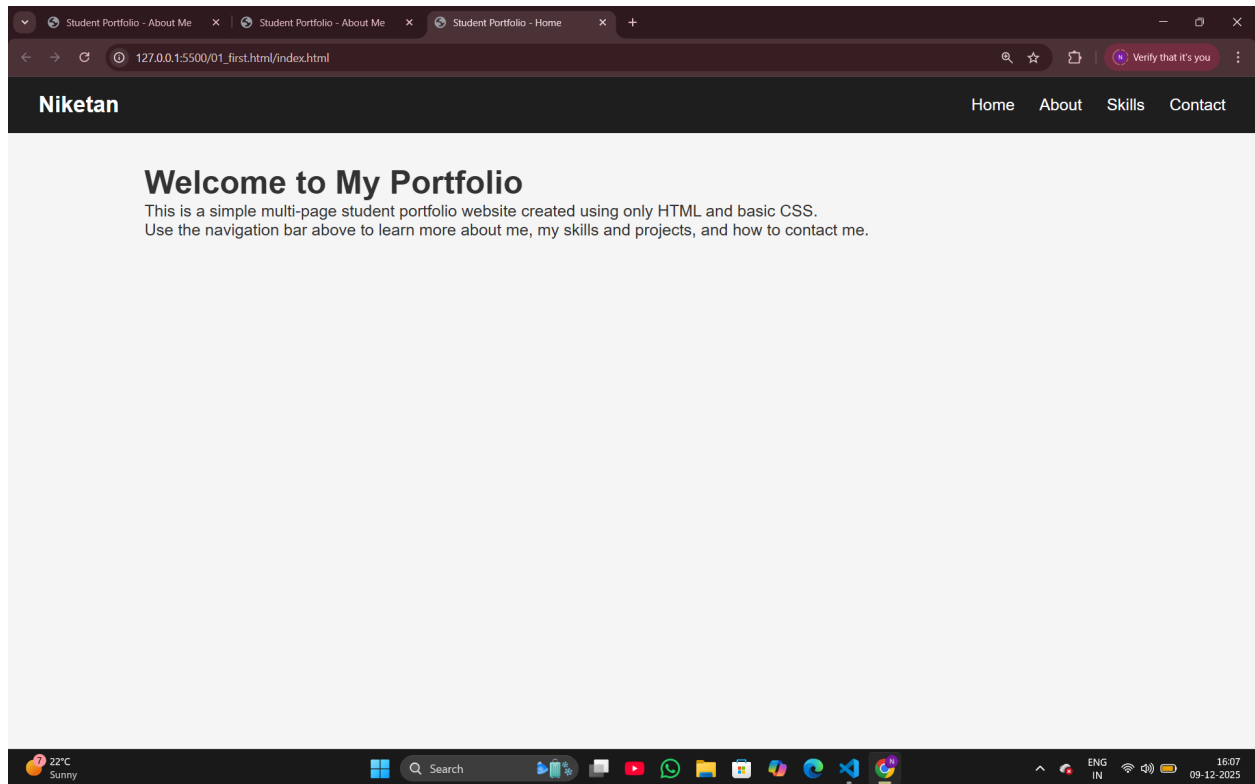 Student Portfolio - About Me
Student Portfolio - About Me
Student Portfolio - Home
127.0.0.1:5500/01_first.html/index.html
N
Verify that it's you
Niketan
Home About Skills Contact
Welcome to My Portfolio
This is a simple multi-page student portfolio website created using only HTML and basic CSS.
Use the navigation bar above to learn more about me, my skills and projects, and how to contact me.
7
22°C
Sunny
Search
N
ENG
IN
16:07
09-12-2025